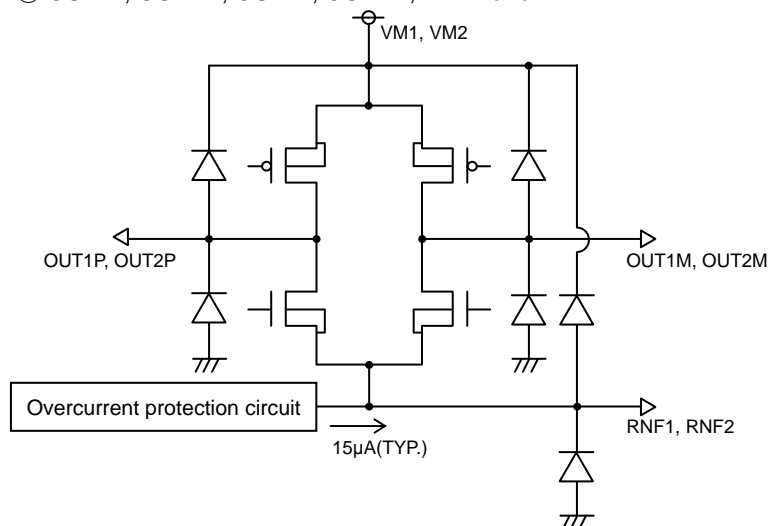 VM1, VM2
OUT1P, OUT2P
OUT1M, OUT2M
Overcurrent protection circuit
RNF1, RNF2
15µA(TYP.)